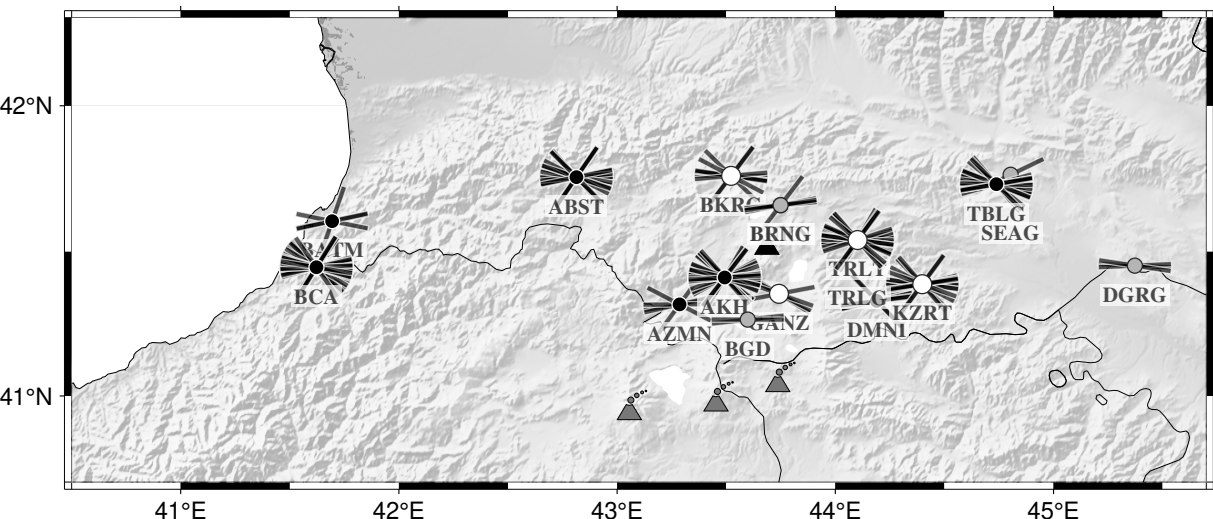 42°N
ABST
BKRG
BRNG
TBLG
SEAG
BATM
BCA
TRLY
TRLG
DMN1
KZRT
AKH
GANZ
AZMN
BGD
DGRG
41°N
41°E
42°E
43°E
44°E
45°E